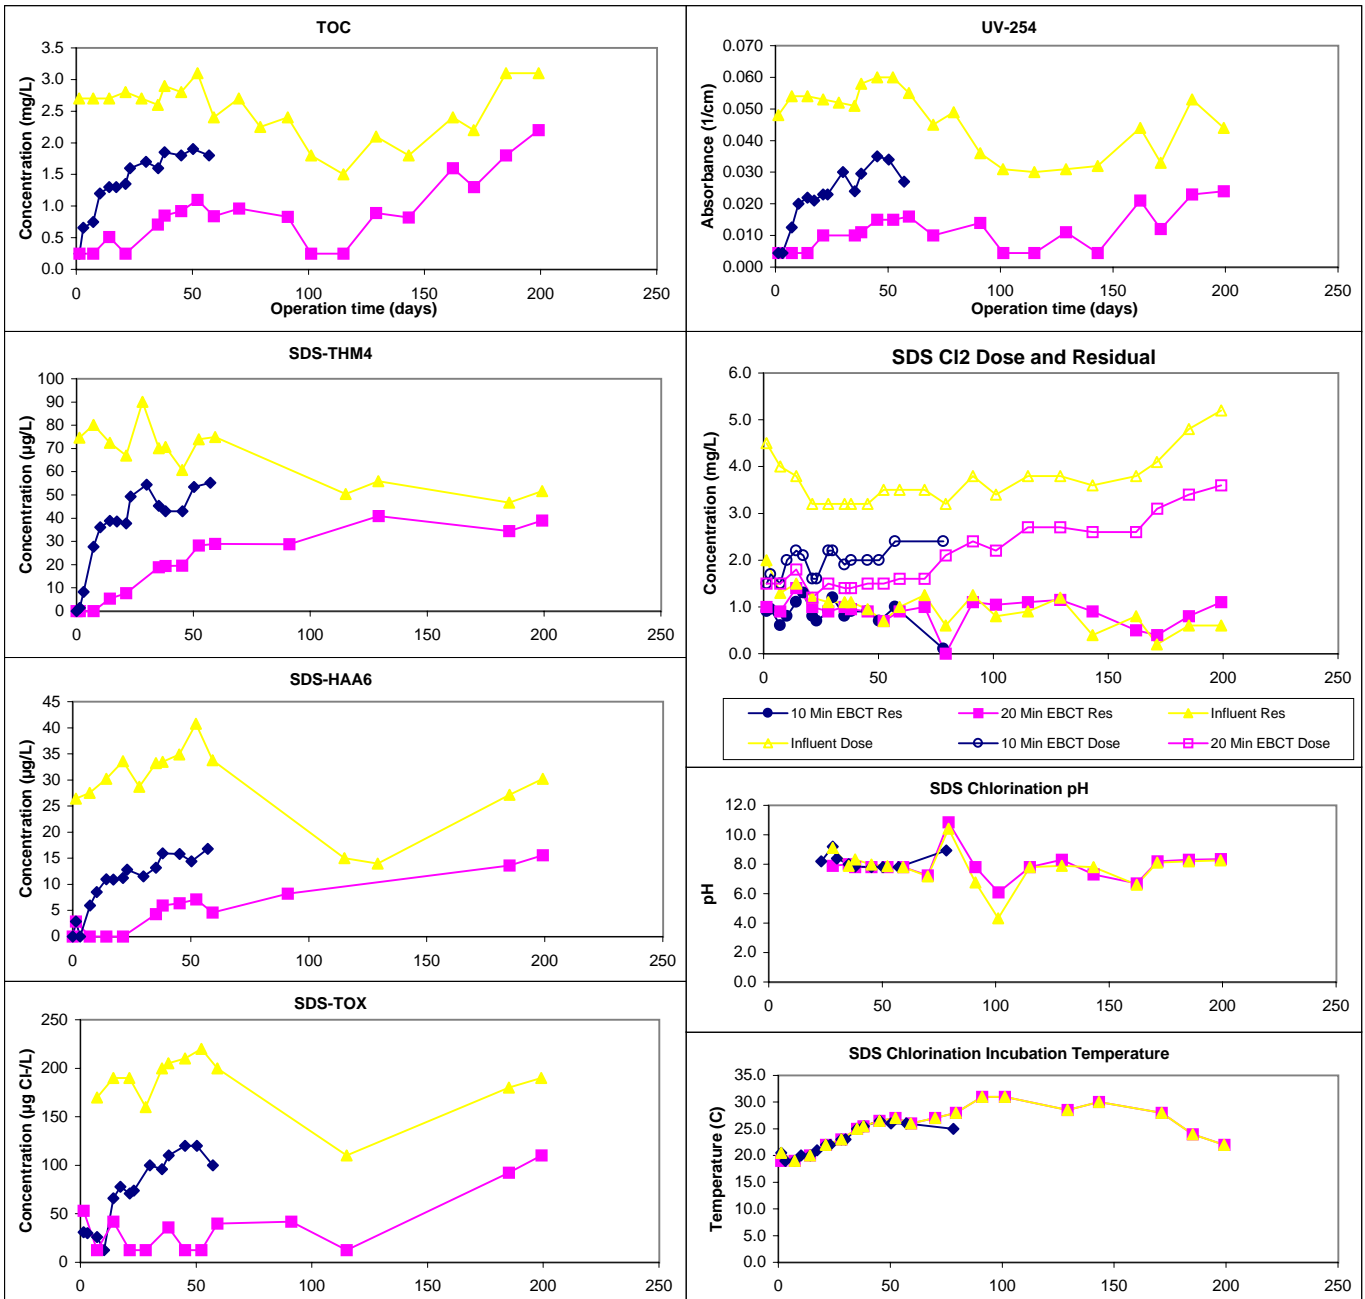 TOC
Concentration (mg/L)
3.5
3.0
2.5
2.0
1.5
1.0
0.5
0.0
0 50 100 150 200 250
Operation time (days)
UV-254
Absorbance (1/cm)
0.070
0.060
0.050
0.040
0.030
0.020
0.010
0.000
0 50 100 150 200 250
Operation time (days)
SDS-THM4
Concentration (µg/L)
100
90
80
70
60
50
40
30
20
10
0
0 50 100 150 200 250
SDS Cl2 Dose and Residual
Concentration (mg/L)
6.0
5.0
4.0
3.0
2.0
1.0
0.0
0 50 100 150 200 250
10 Min EBCT Res 20 Min EBCT Res Influent Res
Influent Dose 10 Min EBCT Dose 20 Min EBCT Dose
SDS-HAA6
Concentration (µg/L)
45
40
35
30
25
20
15
10
5
0
0 50 100 150 200 250
SDS Chlorination pH
pH
12.0
10.0
8.0
6.0
4.0
2.0
0.0
0 50 100 150 200 250
SDS-TOX
Concentration (µg Cl-/L)
250
200
150
100
50
0
0 50 100 150 200 250
SDS Chlorination Incubation Temperature
Temperature (C)
35.0
30.0
25.0
20.0
15.0
10.0
5.0
0.0
0 50 100 150 200 250